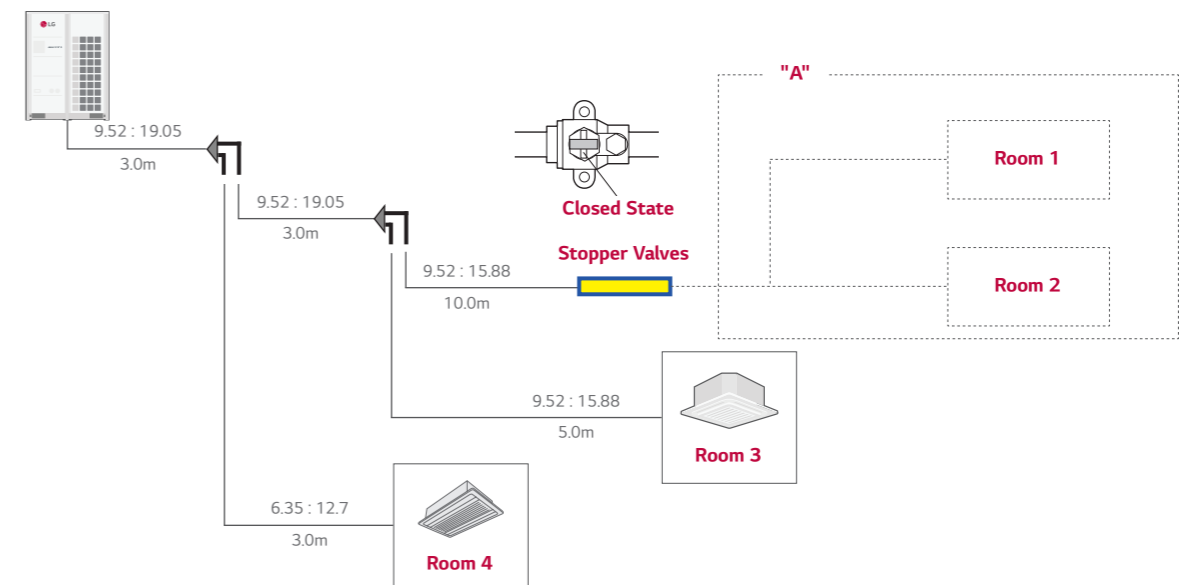 LG
"A"
9.52 : 19.05
3.0m
Room 1
Closed State
9.52 : 19.05
3.0m
Stopper Valves
9.52 : 15.88
10.0m
Room 2
9.52 : 15.88
5.0m
Room 3
6.35 : 12.7
3.0m
Room 4